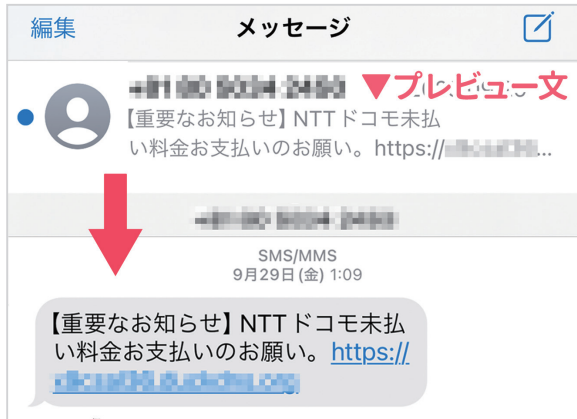 編集
メッセージ
▼プレビュー文
【重要なお知らせ】NTTドコモ未払
い料金お支払いのお願い。https://
SMS/MMS
9月29日(金) 1:09
【重要なお知らせ】NTTドコモ未払
い料金お支払いのお願い。https://